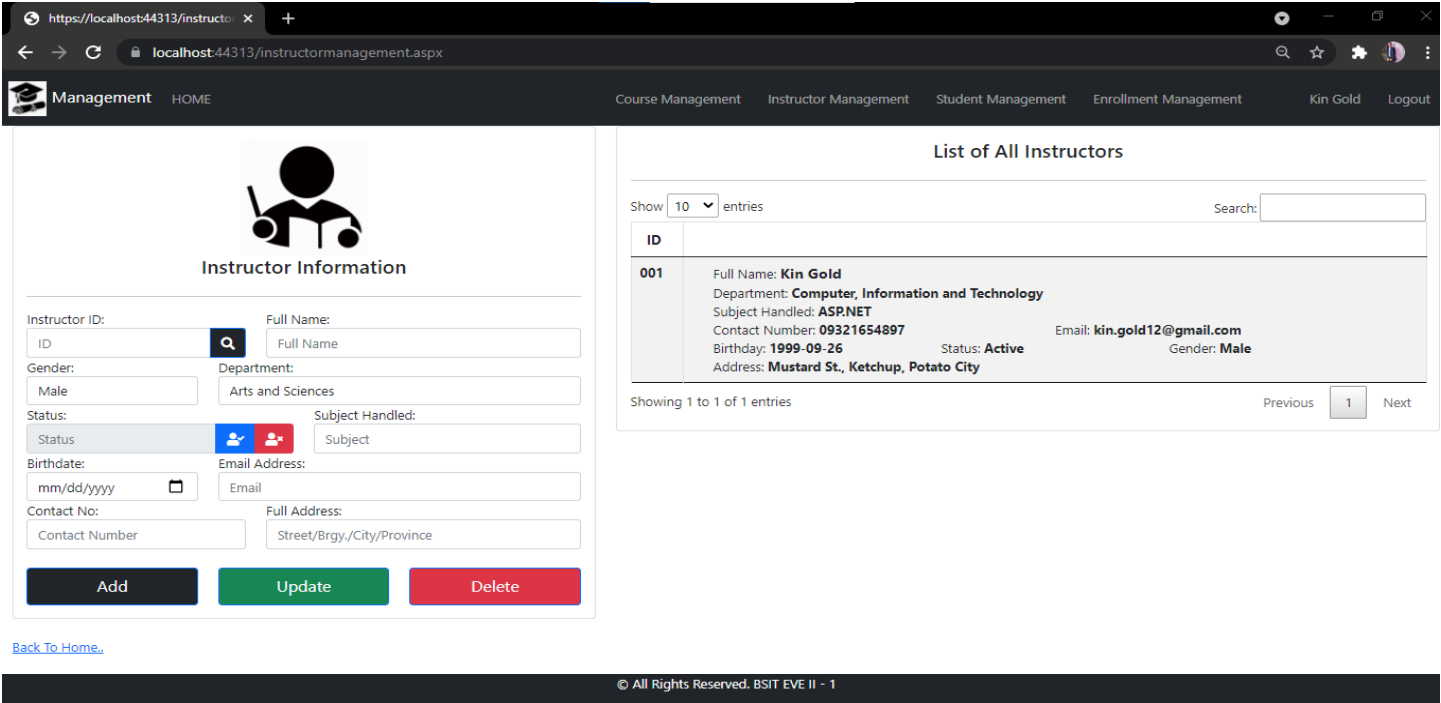 https://localhost:44313/instructo
localhost:44313/instructormanagement.aspx
Management HOME Course Management Instructor Management Student Management Enrollment Management Kin Gold Logout
Instructor Information
Instructor ID: Full Name:
ID Full Name
Gender: Department:
Male Arts and Sciences
Status: Subject Handled:
Status Subject
Birthdate: Email Address:
mm/dd/yyyy Email
Contact No: Full Address:
Contact Number Street/Brgy./City/Province
Add Update Delete
Back To Home..
List of All Instructors
Show 10 entries Search:
ID
001 Full Name: Kin Gold
Department: Computer, Information and Technology
Subject Handled: ASP.NET
Contact Number: 09321654897 Email: kin.gold12@gmail.com
Birthday: 1999-09-26 Status: Active Gender: Male
Address: Mustard St., Ketchup, Potato City
Showing 1 to 1 of 1 entries Previous 1 Next
© All Rights Reserved. BSIT EVE II - 1